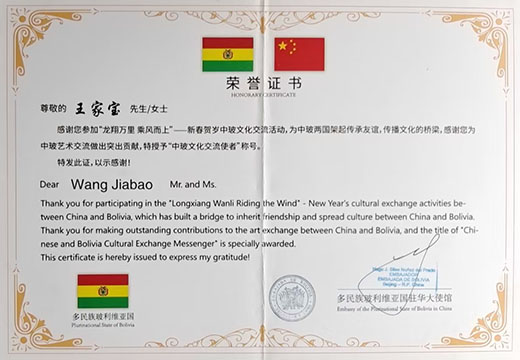 荣誉证书
HONORARY CERTIFICATE
尊敬的 王家宝 先生/女士
感谢您参加“龙翔万里 乘风而上”——新春贺岁中玻文化交流活动,为中玻两国架起传承友谊,传播文化的桥梁,感谢您为
中玻艺术交流做出突出贡献,特授予“中玻文化交流使者”称号。
特发此证,以示感谢!
Dear Wang Jiabao Mr. and Ms.
Thank you for participating in the "Longxiang Wanli Riding the Wind" - New Year's cultural exchange activities be-
tween China and Bolivia, which has built a bridge to inherit friendship and spread culture between China and Bolivia.
Thank you for making outstanding contributions to the art exchange between China and Bolivia, and the title of "Chi-
nese and Bolivia Cultural Exchange Messenger" is specially awarded.
This certificate is hereby issued to express my gratitude!
EMBAJADOR
EMBAJADA DE BOLIVIA
Beijing - R.P. China
多民族玻利维亚国
Plurinational State of Bolivia
多民族玻利维亚国驻华大使馆
Embassy of the Plurinational State of Bolivia in China